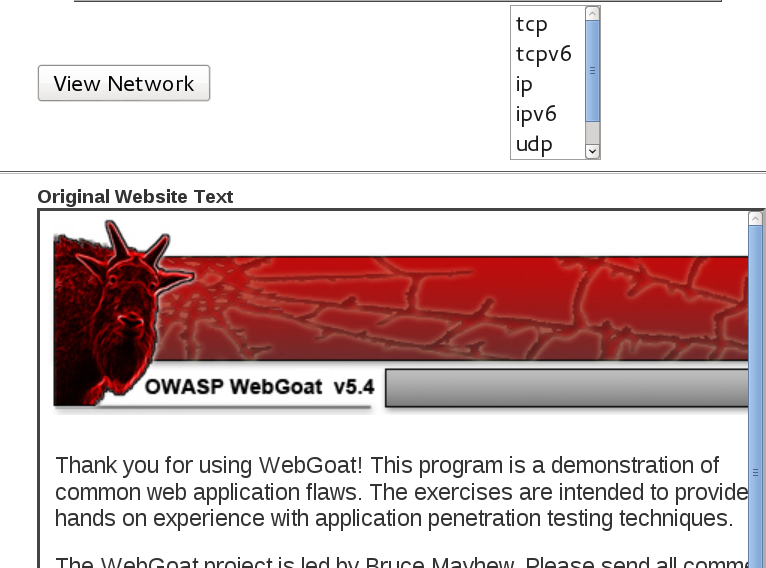 View Network
tcp
tcpv6
ip
ipv6
udp
Original Website Text
OWASP WebGoat v5.4
Thank you for using WebGoat! This program is a demonstration of
common web application flaws. The exercises are intended to provide
hands on experience with application penetration testing techniques.
The WebGoat project is led by Bruce Mayhew. Please send all comme